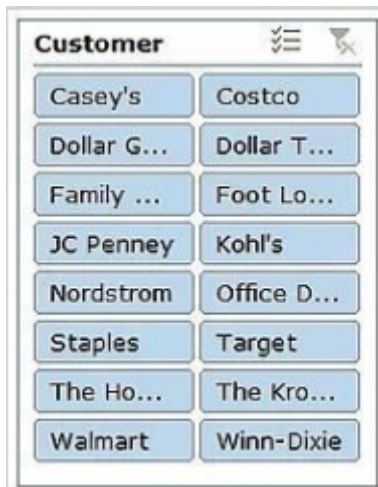 Customer
Casey's Costco
Dollar G... Dollar T...
Family ... Foot Lo...
JC Penney Kohl's
Nordstrom Office D...
Staples Target
The Ho... The Kro...
Walmart Winn-Dixie